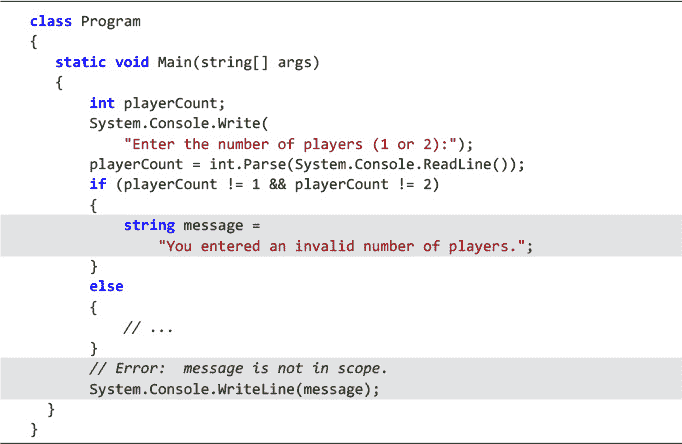 class Program
{
static void Main(string[] args)
{
int playerCount;
System.Console.Write(
"Enter the number of players (1 or 2):");
playerCount = int.Parse(System.Console.ReadLine());
if (playerCount != 1 && playerCount != 2)
{
string message =
"You entered an invalid number of players.";
}
else
{
// ...
}
// Error:  message is not in scope.
System.Console.WriteLine(message);
}
}